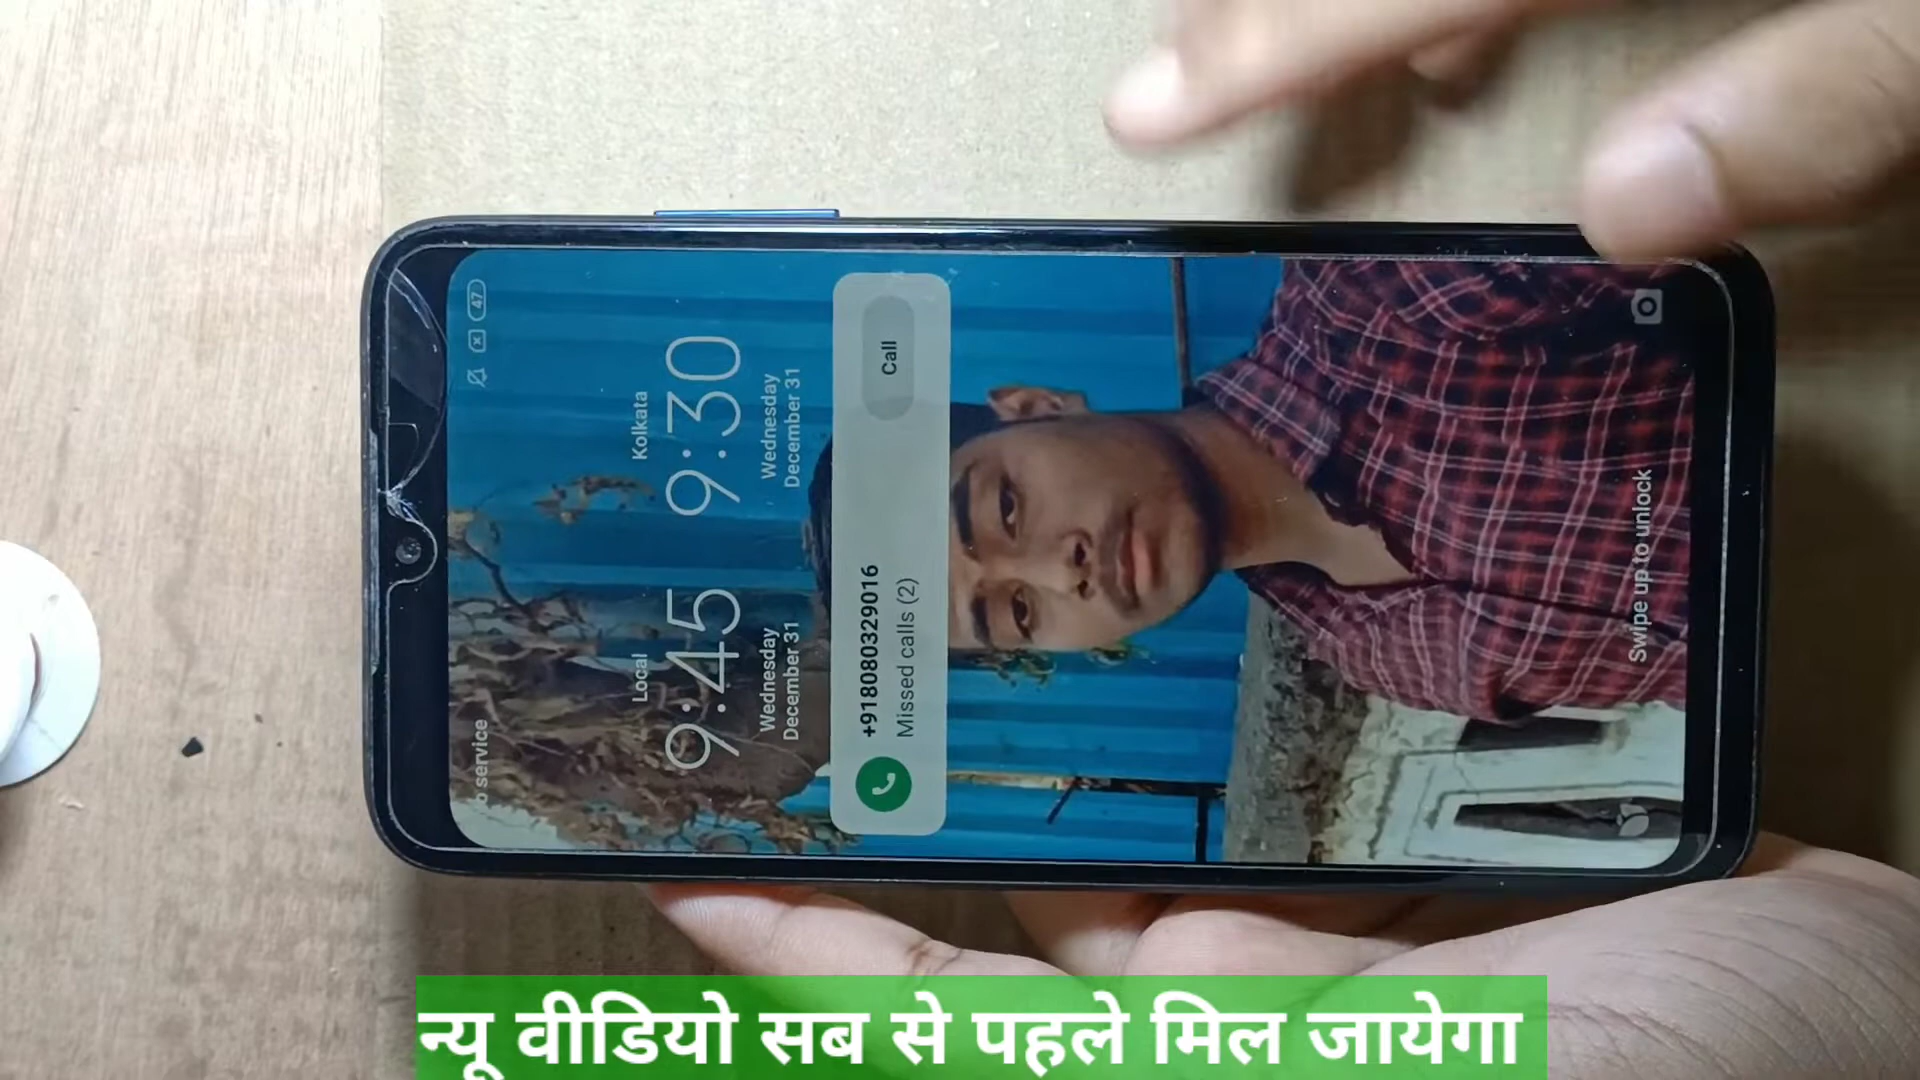 o service
47
Local
9:45
Wednesday
December 31
Kolkata
9:30
Wednesday
December 31
+918080329016
Missed calls (2)
Call
Swipe up to unlock
न्यू वीडियो सब से पहले मिल जायेगा